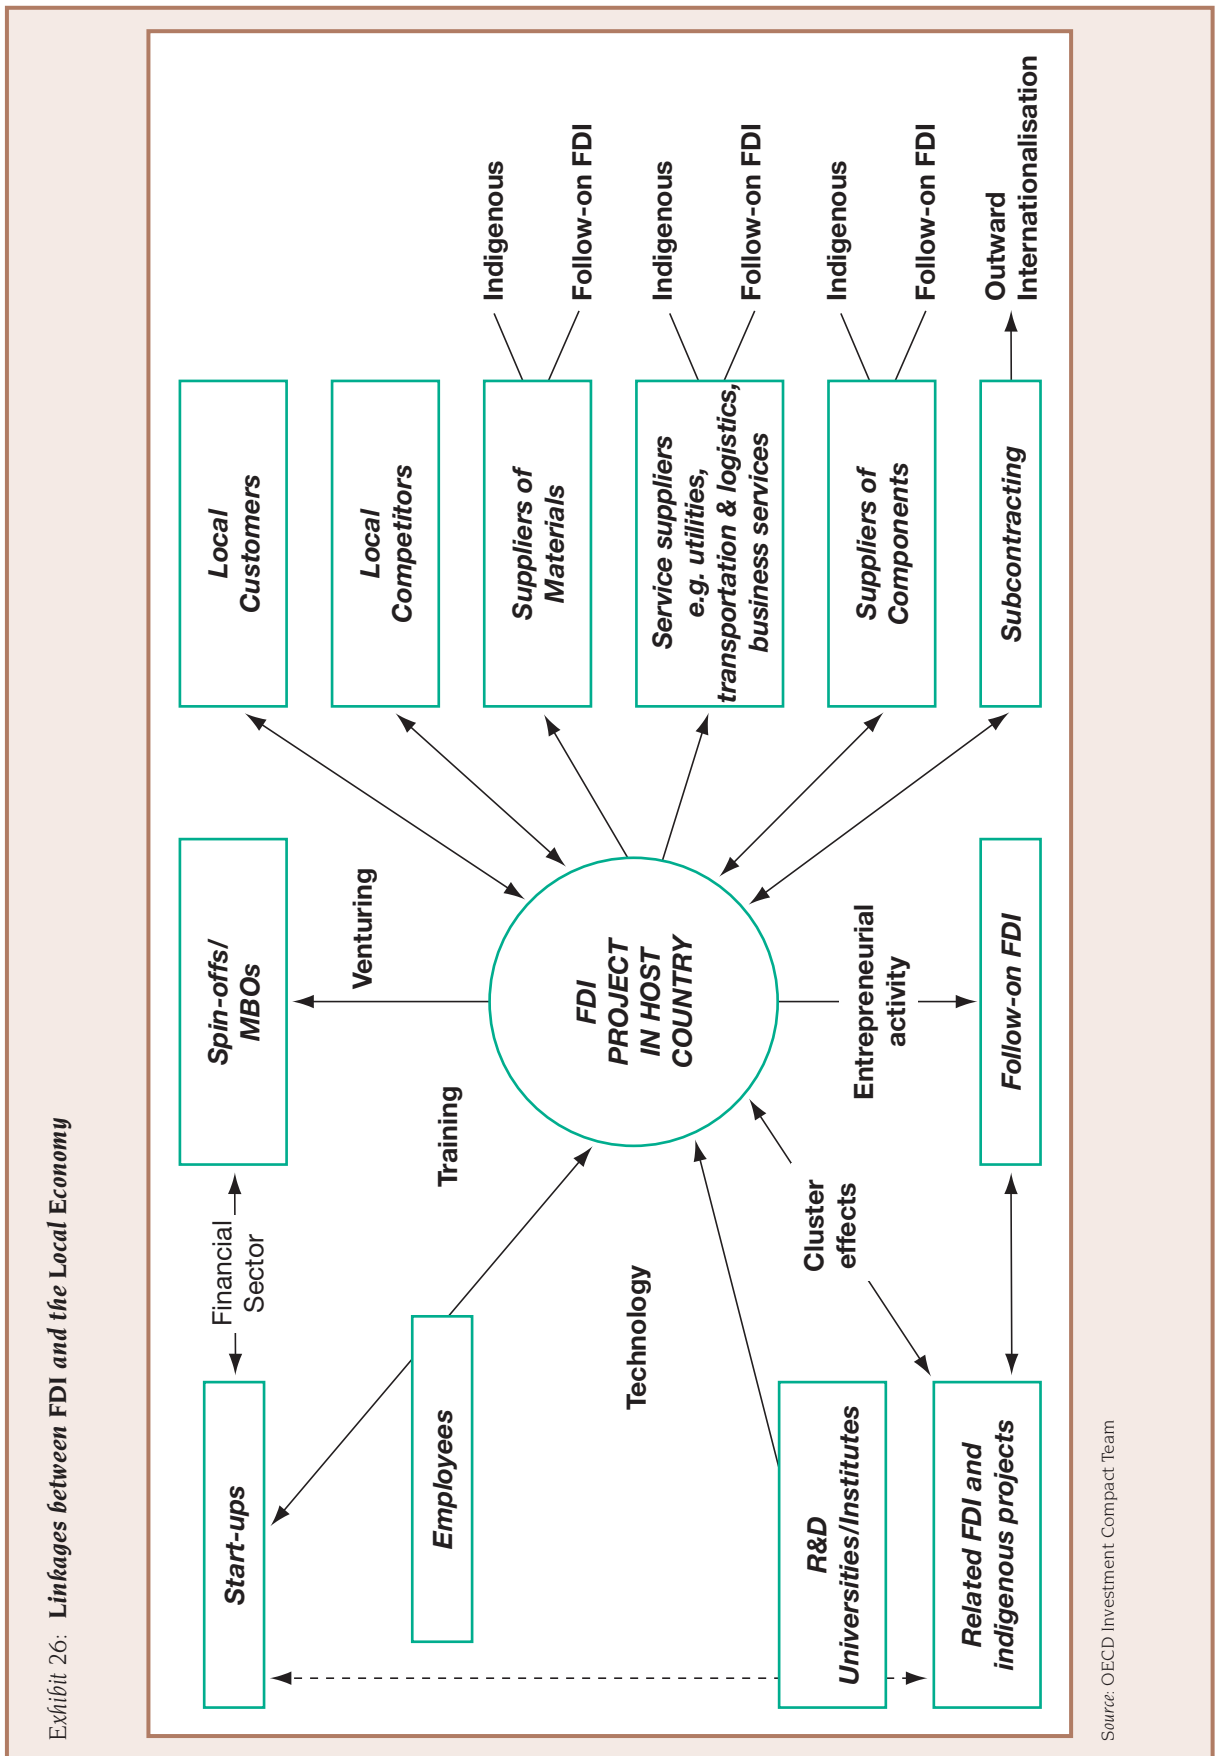 Exhibit 26: Linkages between FDI and the Local Economy
Start-ups
Financial
Sector
Spin-offs/
MBOs
Local
Customers
Venturing
Local
Competitors
Employees
Training
Suppliers of
Materials
Indigenous
Follow-on FDI
Technology
FDI
PROJECT
IN HOST
COUNTRY
Service suppliers
e.g. utilities,
transportation & logistics,
business services
Indigenous
Follow-on FDI
R&D
Universities/Institutes
Cluster
effects
Entrepreneurial
activity
Suppliers of
Components
Indigenous
Follow-on FDI
Related FDI and
indigenous projects
Follow-on FDI
Subcontracting
Outward
Internationalisation
Source: OECD Investment Compact Team